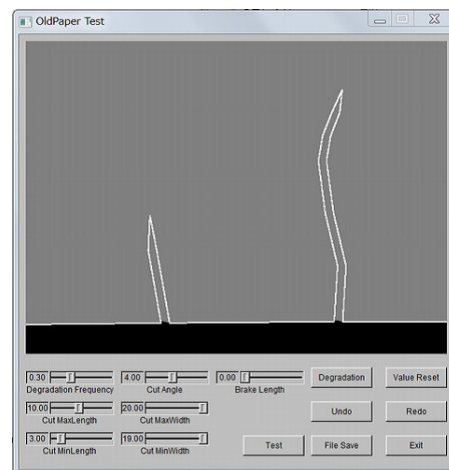 OldPaper Test
0.30 4.00 0.00 Degradation Value Reset
Degradation Frequency Cut Angle Brake Length
10.00 20.00 Undo Redo
Cut MaxLength Cut MaxWidth
3.00 19.00 Test File Save Exit
Cut MinLength Cut MinWidth